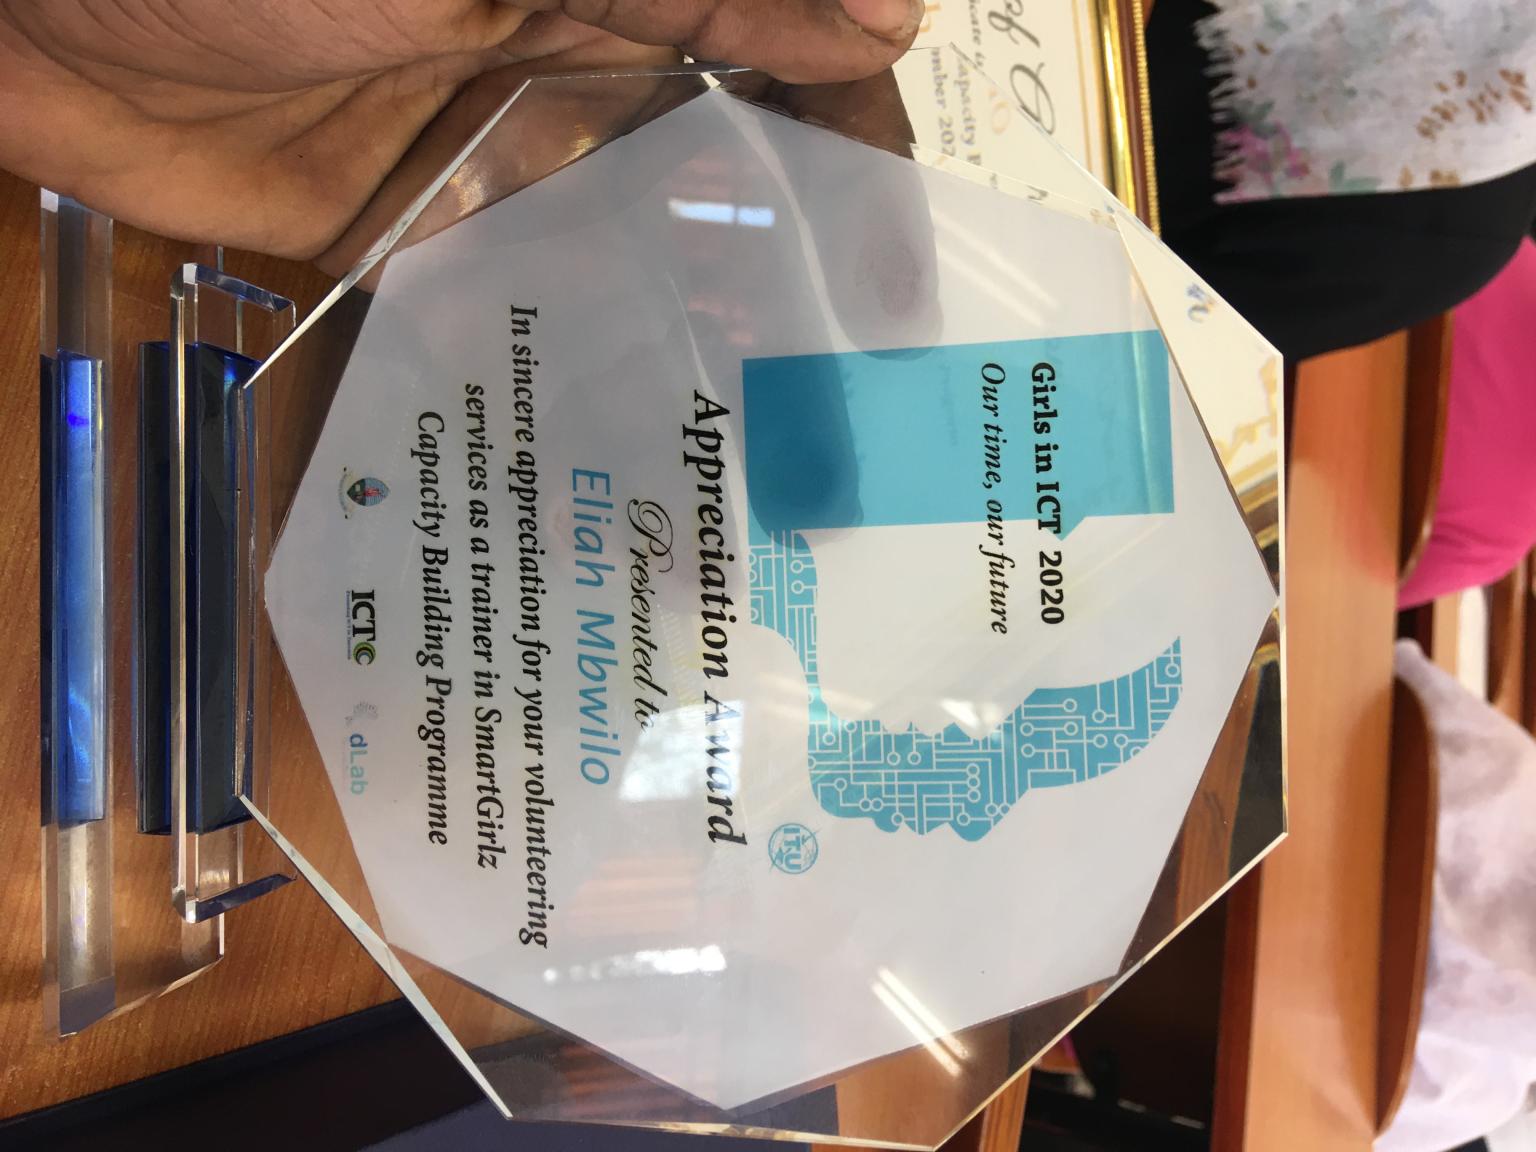 Girls in ICT 2020
Our time, our future
ITU
Appreciation Award
Presented to
Eliah Mbwilo
In sincere appreciation for your volunteering
services as a trainer in SmartGirlz
Capacity Building Programme
ICTC
dLab